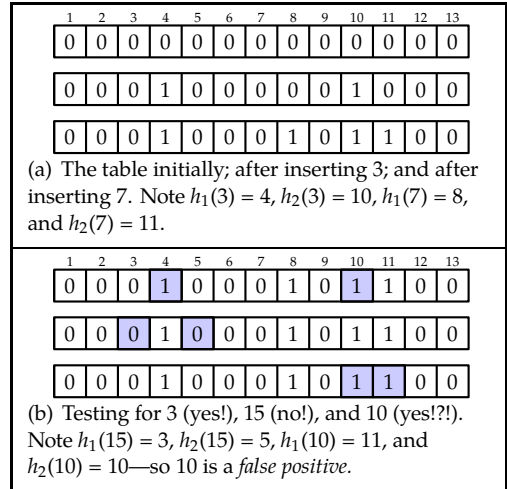 1 2 3 4 5 6 7 8 9 10 11 12 13
0 0 0 0 0 0 0 0 0 0 0 0 0
0 0 0 1 0 0 0 0 0 1 0 0 0
0 0 0 1 0 0 0 1 0 1 1 0 0
(a) The table initially; after inserting 3; and after
inserting 7. Note h₁(3) = 4, h₂(3) = 10, h₁(7) = 8,
and h₂(7) = 11.
1 2 3 4 5 6 7 8 9 10 11 12 13
0 0 0 1 0 0 0 1 0 1 1 0 0
0 0 0 1 0 0 0 1 0 1 1 0 0
0 0 0 1 0 0 0 1 0 1 1 0 0
(b) Testing for 3 (yes!), 15 (no!), and 10 (yes!?!).
Note h₁(15) = 3, h₂(15) = 5, h₁(10) = 11, and
h₂(10) = 10—so 10 is a false positive.